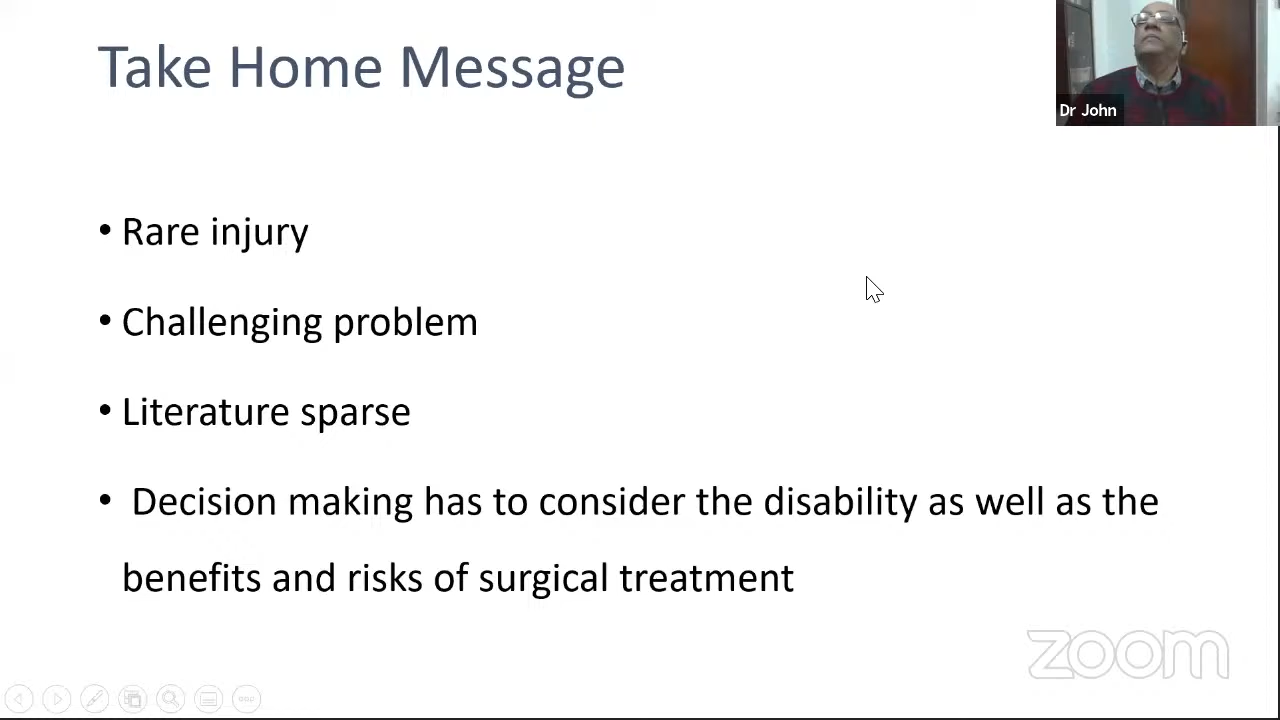 Take Home Message
Dr John
• Rare injury
• Challenging problem
• Literature sparse
• Decision making has to consider the disability as well as the
benefits and risks of surgical treatment
zoom